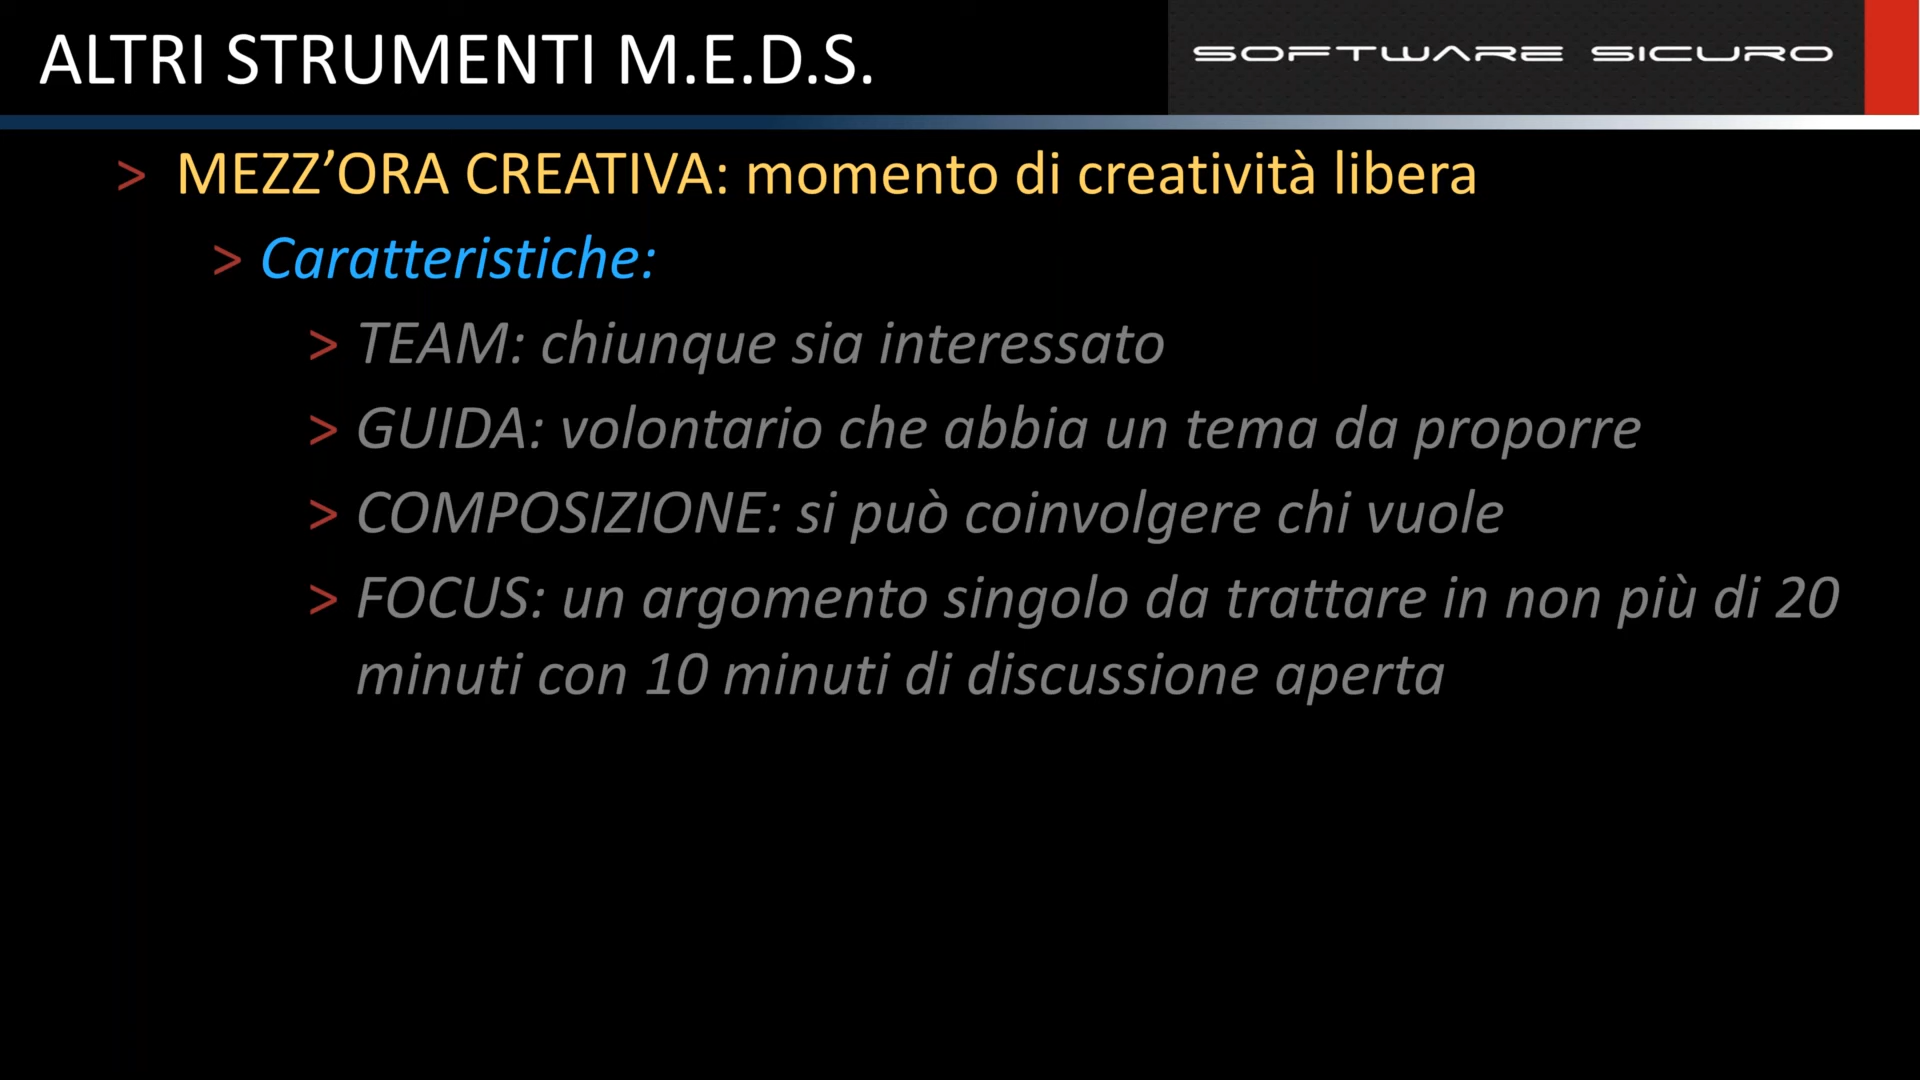 ALTRI STRUMENTI M.E.D.S.
SOFTWARE SICURO
> MEZZ’ORA CREATIVA: momento di creatività libera
> Caratteristiche:
> TEAM: chiunque sia interessato
> GUIDA: volontario che abbia un tema da proporre
> COMPOSIZIONE: si può coinvolgere chi vuole
> FOCUS: un argomento singolo da trattare in non più di 20
minuti con 10 minuti di discussione aperta